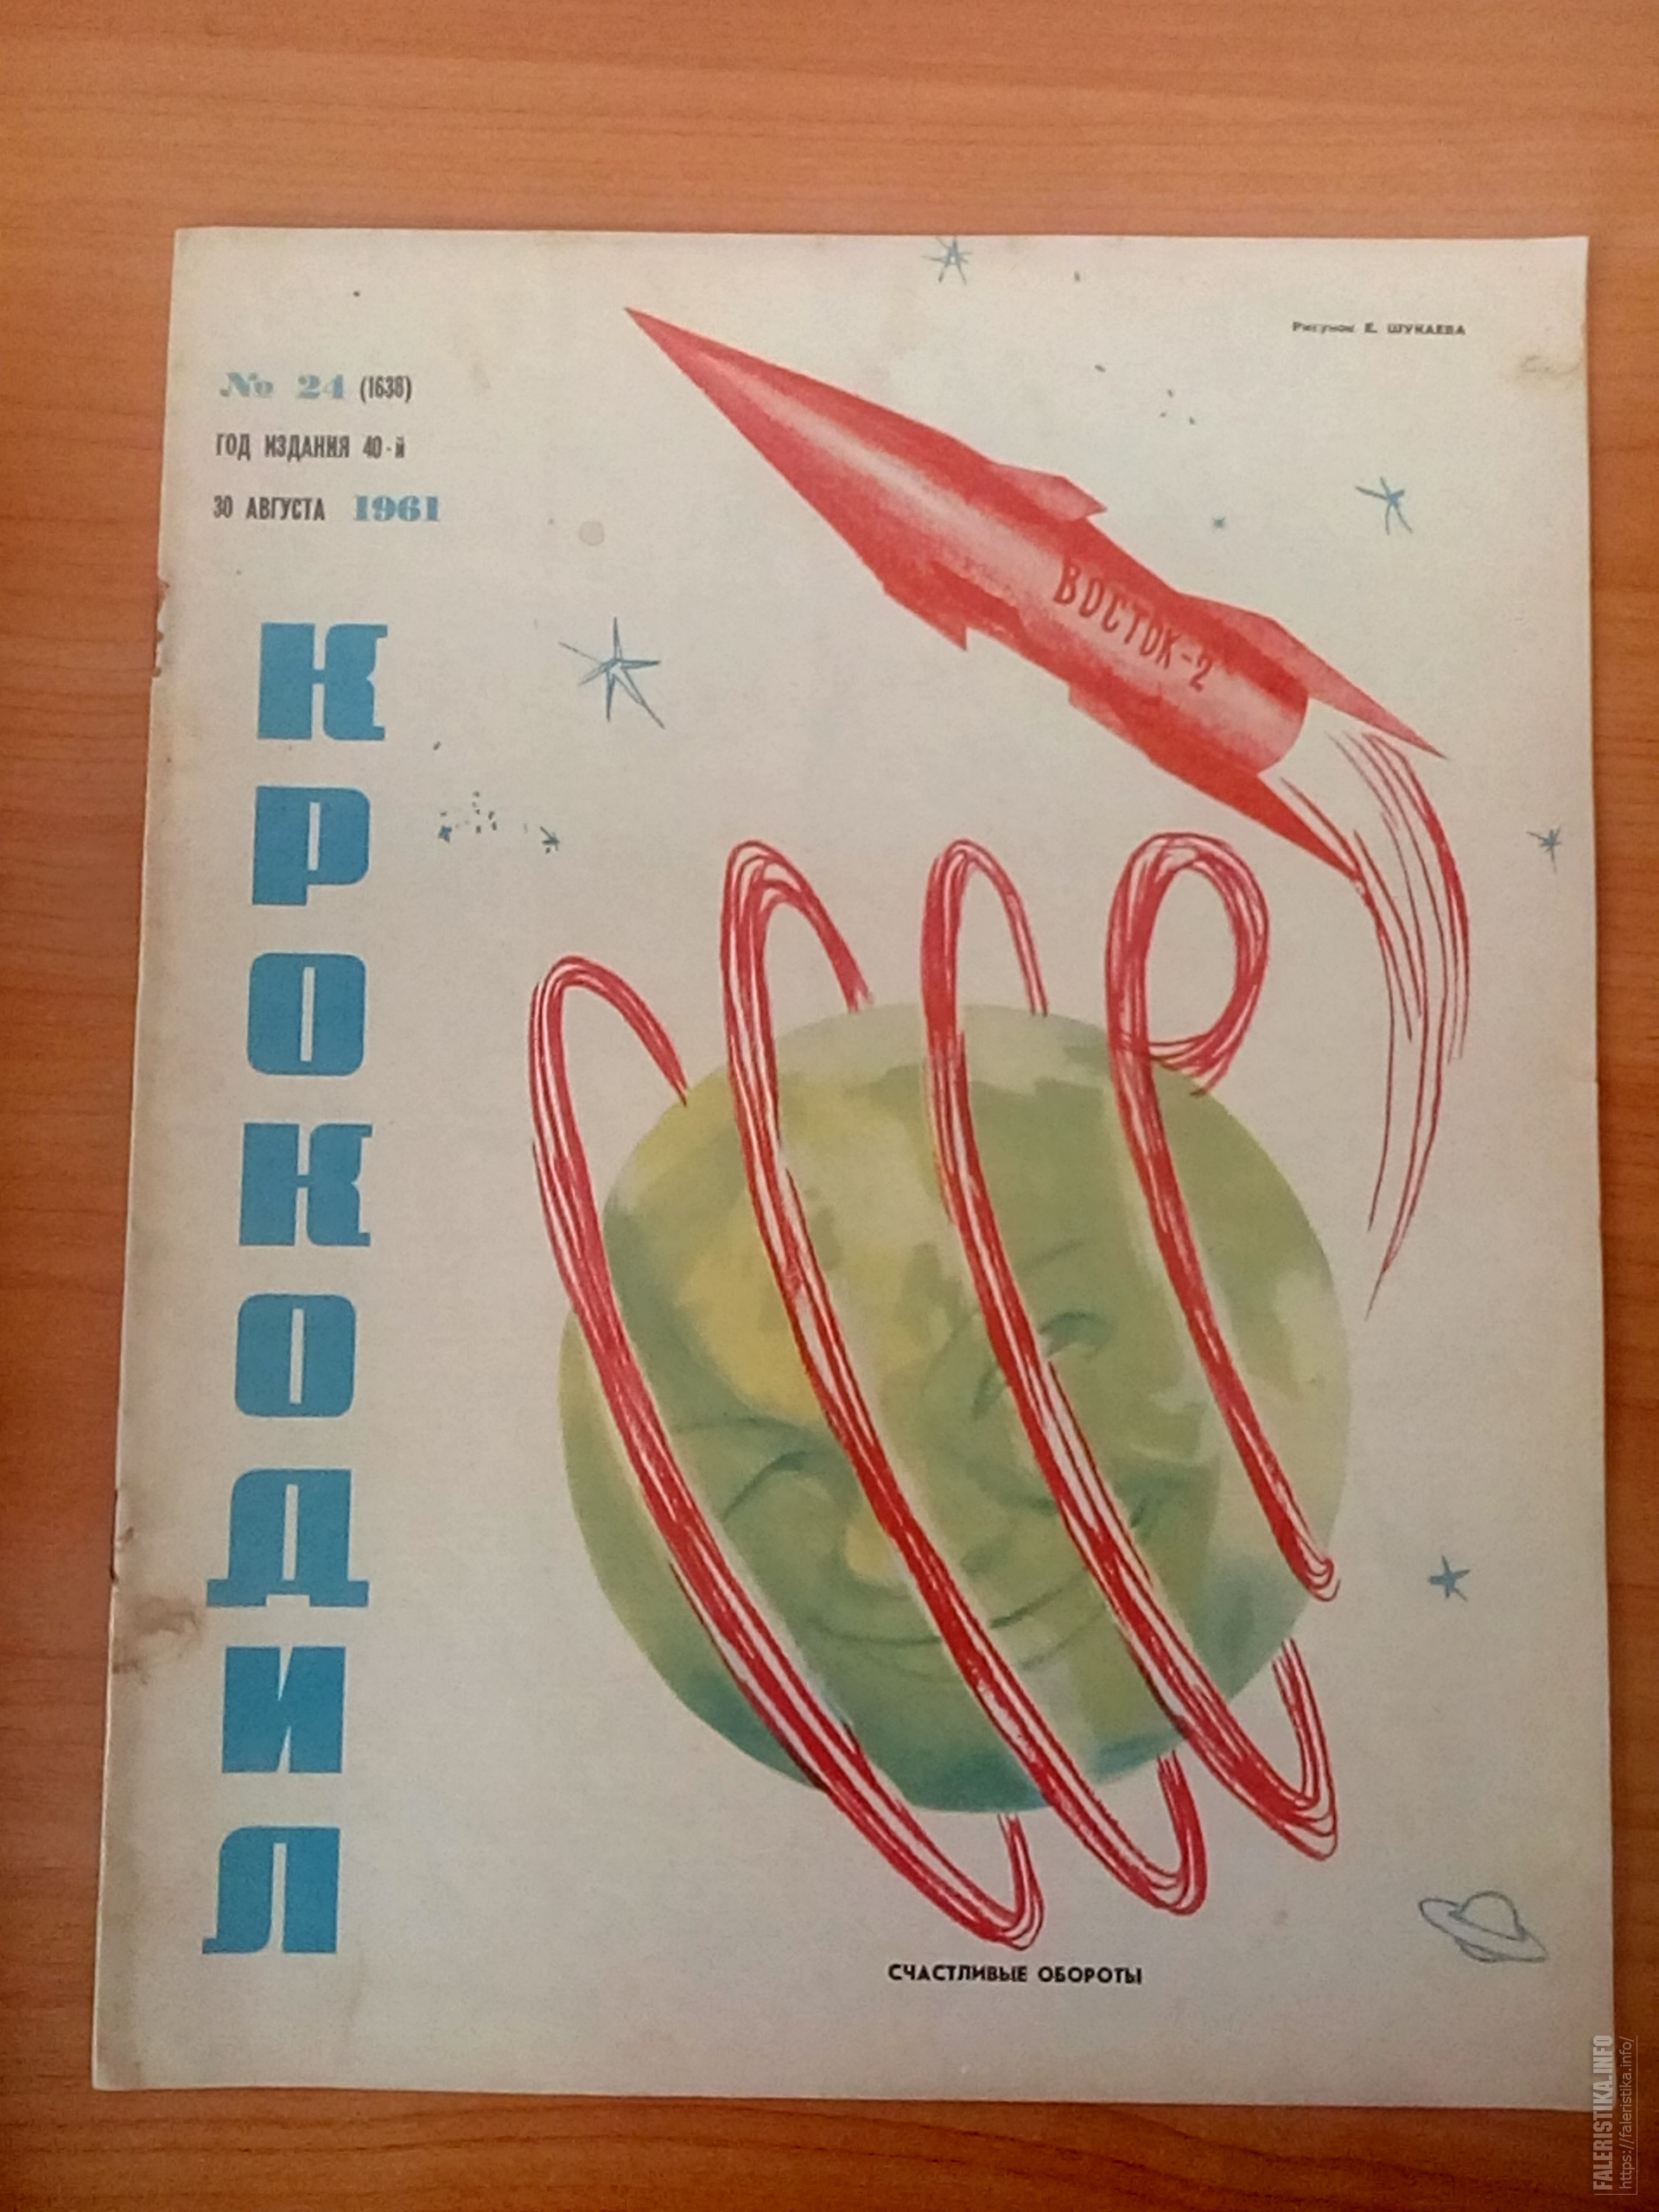 Рисунок Е. ШУКАЕВА
№ 24 (1638)
ГОД ИЗДАНИЯ 40-й
30 АВГУСТА 1961
КРОКОДИЛ
ВОСТОК-2
СССР
СЧАСТЛИВЫЕ ОБОРОТЫ
FALERISTIKA.INFO
https://faleristika.info/